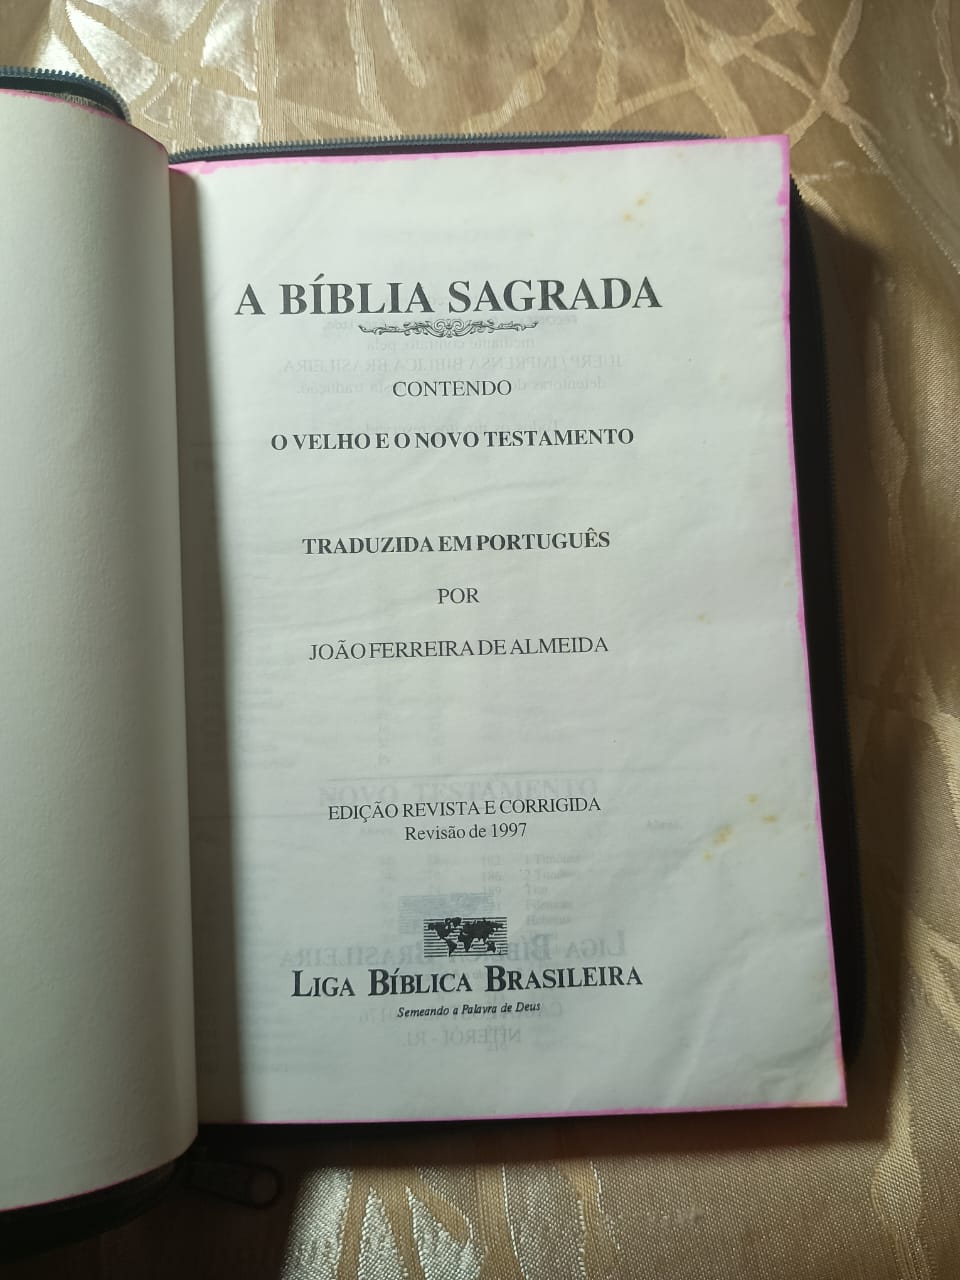 A BÍBLIA SAGRADA
CONTENDO
O VELHO E O NOVO TESTAMENTO
TRADUZIDA EM PORTUGUÊS
POR
JOÃO FERREIRA DE ALMEIDA
EDIÇÃO REVISTA E CORRIGIDA
Revisão de 1997
LIGA BÍBLICA BRASILEIRA
Semeando a Palavra de Deus